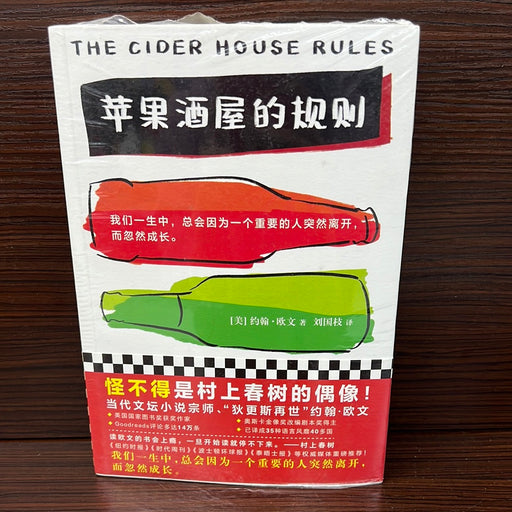 THE CIDER HOUSE RULES
苹果酒屋的规则
我们一生中，总会因为一个重要的人突然离开，
而忽然成长。
[美] 约翰·欧文 著 刘国枝 译
怪不得是村上春树的偶像！
当代文坛小说宗师、“狄更斯再世”约翰·欧文
• 美国国家图书奖获奖作家 • 奥斯卡金像奖改编剧本奖得主
• Goodreads评论多达14万条 • 已译成35种语言风靡40多国
读欧文的书会上瘾，一旦开始读就停不下来。——村上春树
《纽约时报》《时代周刊》《波士顿环球报》《泰晤士报》等权威媒体重磅推荐！
我们一生中，总会因为一个重要的人突然离开，
而忽然成长。